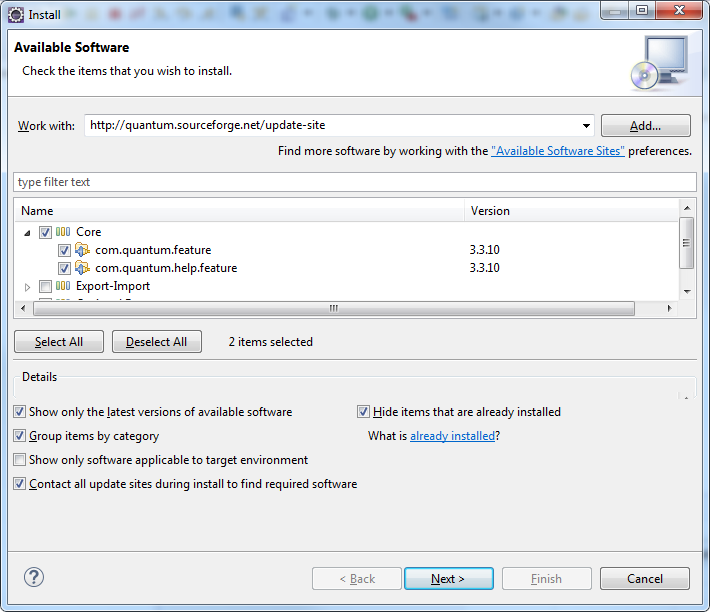 Install
Available Software
Check the items that you wish to install.
Work with: http://quantum.sourceforge.net/update-site Add...
Find more software by working with the "Available Software Sites" preferences.
type filter text
Name Version
Core
com.quantum.feature 3.3.10
com.quantum.help.feature 3.3.10
Export-Import
Select All Deselect All 2 items selected
Details
Show only the latest versions of available software Hide items that are already installed
Group items by category What is already installed?
Show only software applicable to target environment
Contact all update sites during install to find required software
? < Back Next > Finish Cancel